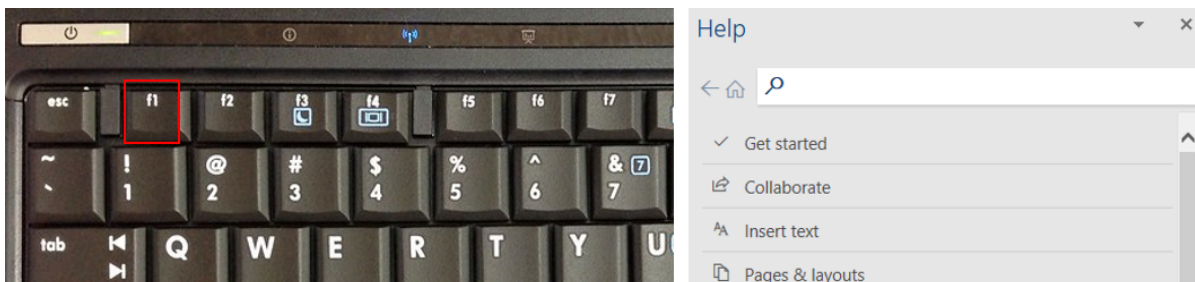 esc f1 f2 f3 f4 f5 f6 f7
~ ! @ # $ % ^ & 7
` 1 2 3 4 5 6 7
tab Q W E R T Y U
Help
Get started
Collaborate
Insert text
Pages & layouts